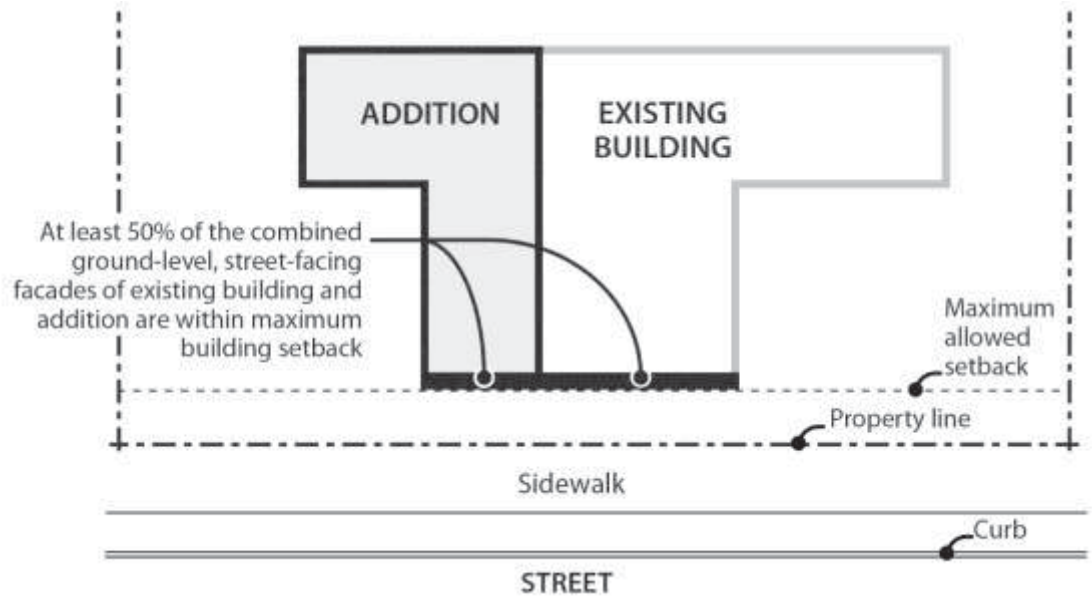 ADDITION
EXISTING
BUILDING
At least 50% of the combined
ground-level, street-facing
facades of existing building and
addition are within maximum
building setback
Maximum
allowed
setback
Property line
Sidewalk
Curb
STREET